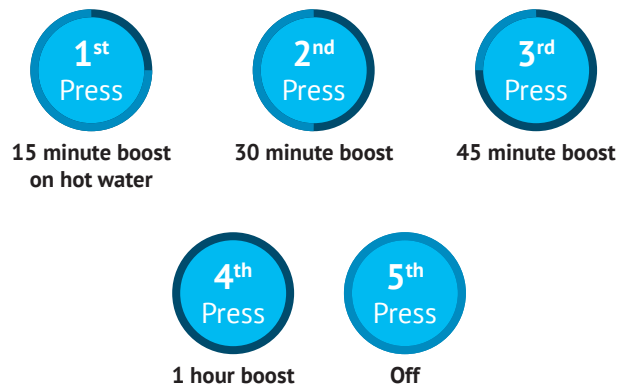 1st
Press
2nd
Press
3rd
Press
15 minute boost
on hot water
30 minute boost
45 minute boost
4th
Press
5th
Press
1 hour boost
Off